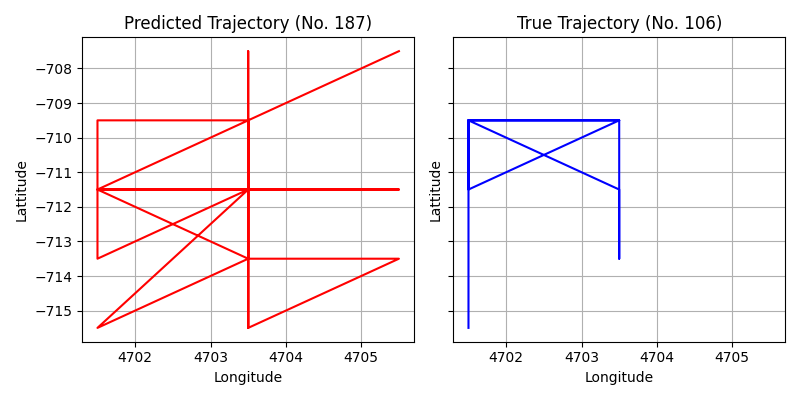 Predicted Trajectory (No. 187)
True Trajectory (No. 106)
−708
−709
−710
−711
−712
−713
−714
−715
Lattitude
Lattitude
4702 4703 4704 4705
4702 4703 4704 4705
Longitude
Longitude